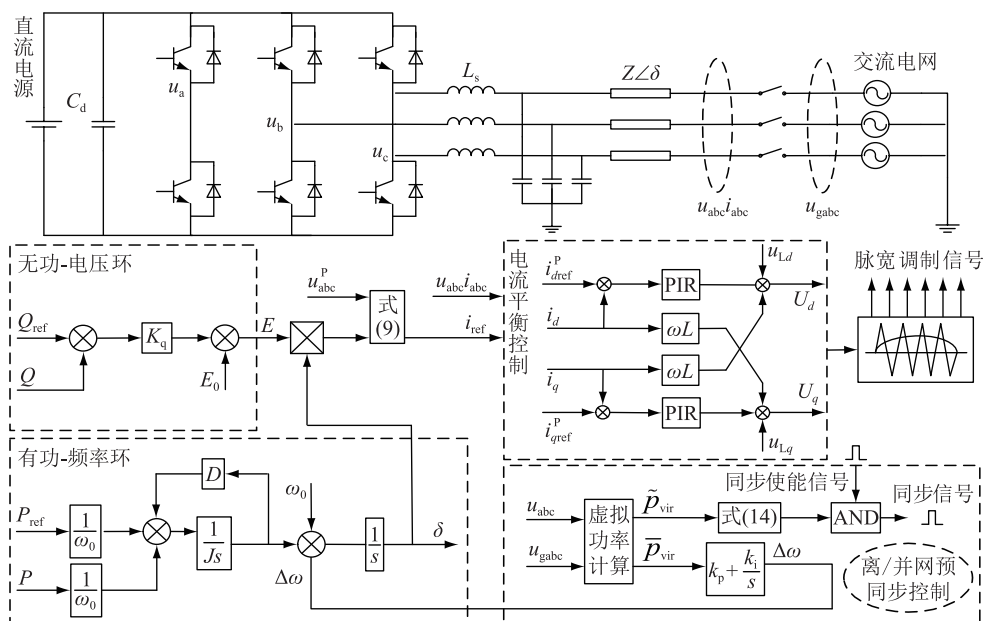 直流电源
C_d
u_a
u_b
u_c
L_s
Z∠δ
交流电网
u_abc i_abc
u_gabc
无功-电压环
Q_ref
Q
K_q
E_0
E
u^P_abc
式(9)
u_abc i_abc
i_ref
电流平衡控制
i^P_dref
i_d
i_q
i^P_qref
PIR
ωL
ωL
PIR
u_Ld
U_d
U_q
u_Lq
脉宽调制信号
有功-频率环
P_ref
1/ω_0
P
1/ω_0
D
1/Js
ω_0
Δω
1/s
δ
u_abc
u_gabc
虚拟功率计算
p̃_vir
p̄_vir
式(14)
k_p + k_i/s
Δω
同步使能信号
AND
同步信号
离/并网预同步控制